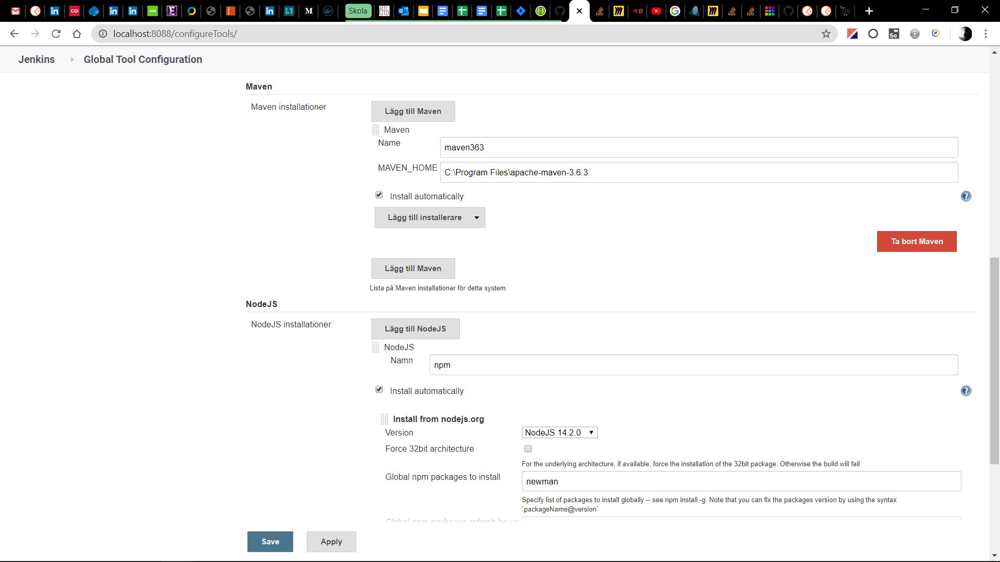 CGI
SEB
Skola
localhost:8088/configureTools/
Se
Jenkins
Global Tool Configuration
Maven
Maven installationer
Lägg till Maven
Maven
Name
maven363
MAVEN_HOME
C:\Program Files\apache-maven-3.6.3
Install automatically
Lägg till installerare
Ta bort Maven
Lägg till Maven
Lista på Maven installationer för detta system
NodeJS
NodeJS installationer
Lägg till NodeJS
NodeJS
Namn
npm
Install automatically
Install from nodejs.org
Version
NodeJS 14.2.0
Force 32bit architecture
For the underlying architecture, if available, force the installation of the 32bit package. Otherwise the build will fail
Global npm packages to install
newman
Specify list of packages to install globally -- see npm install -g. Note that you can fix the packages version by using the syntax
`packageName@version`
Global npm packages refresh hours
Save
Apply